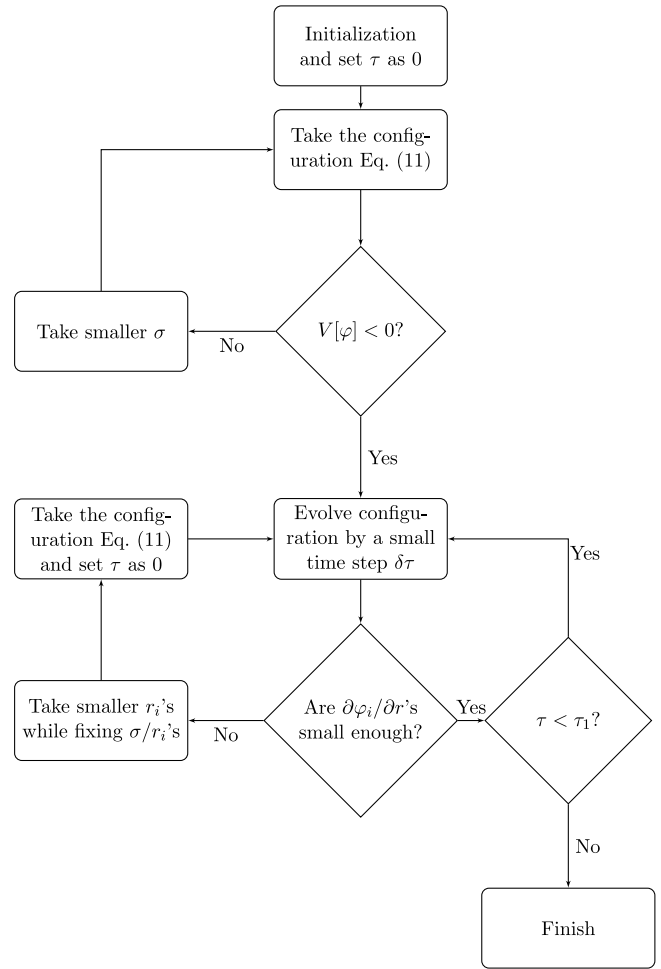 Initialization
and set τ as 0
Take the config-
uration Eq. (11)
V[φ] < 0?
No
Take smaller σ
Yes
Evolve configu-
ration by a small
time step δτ
Take the config-
uration Eq. (11)
and set τ as 0
Yes
Are ∂φᵢ/∂r's
small enough?
No
Take smaller rᵢ's
while fixing σ/rᵢ's
Yes
τ < τ₁?
No
Finish